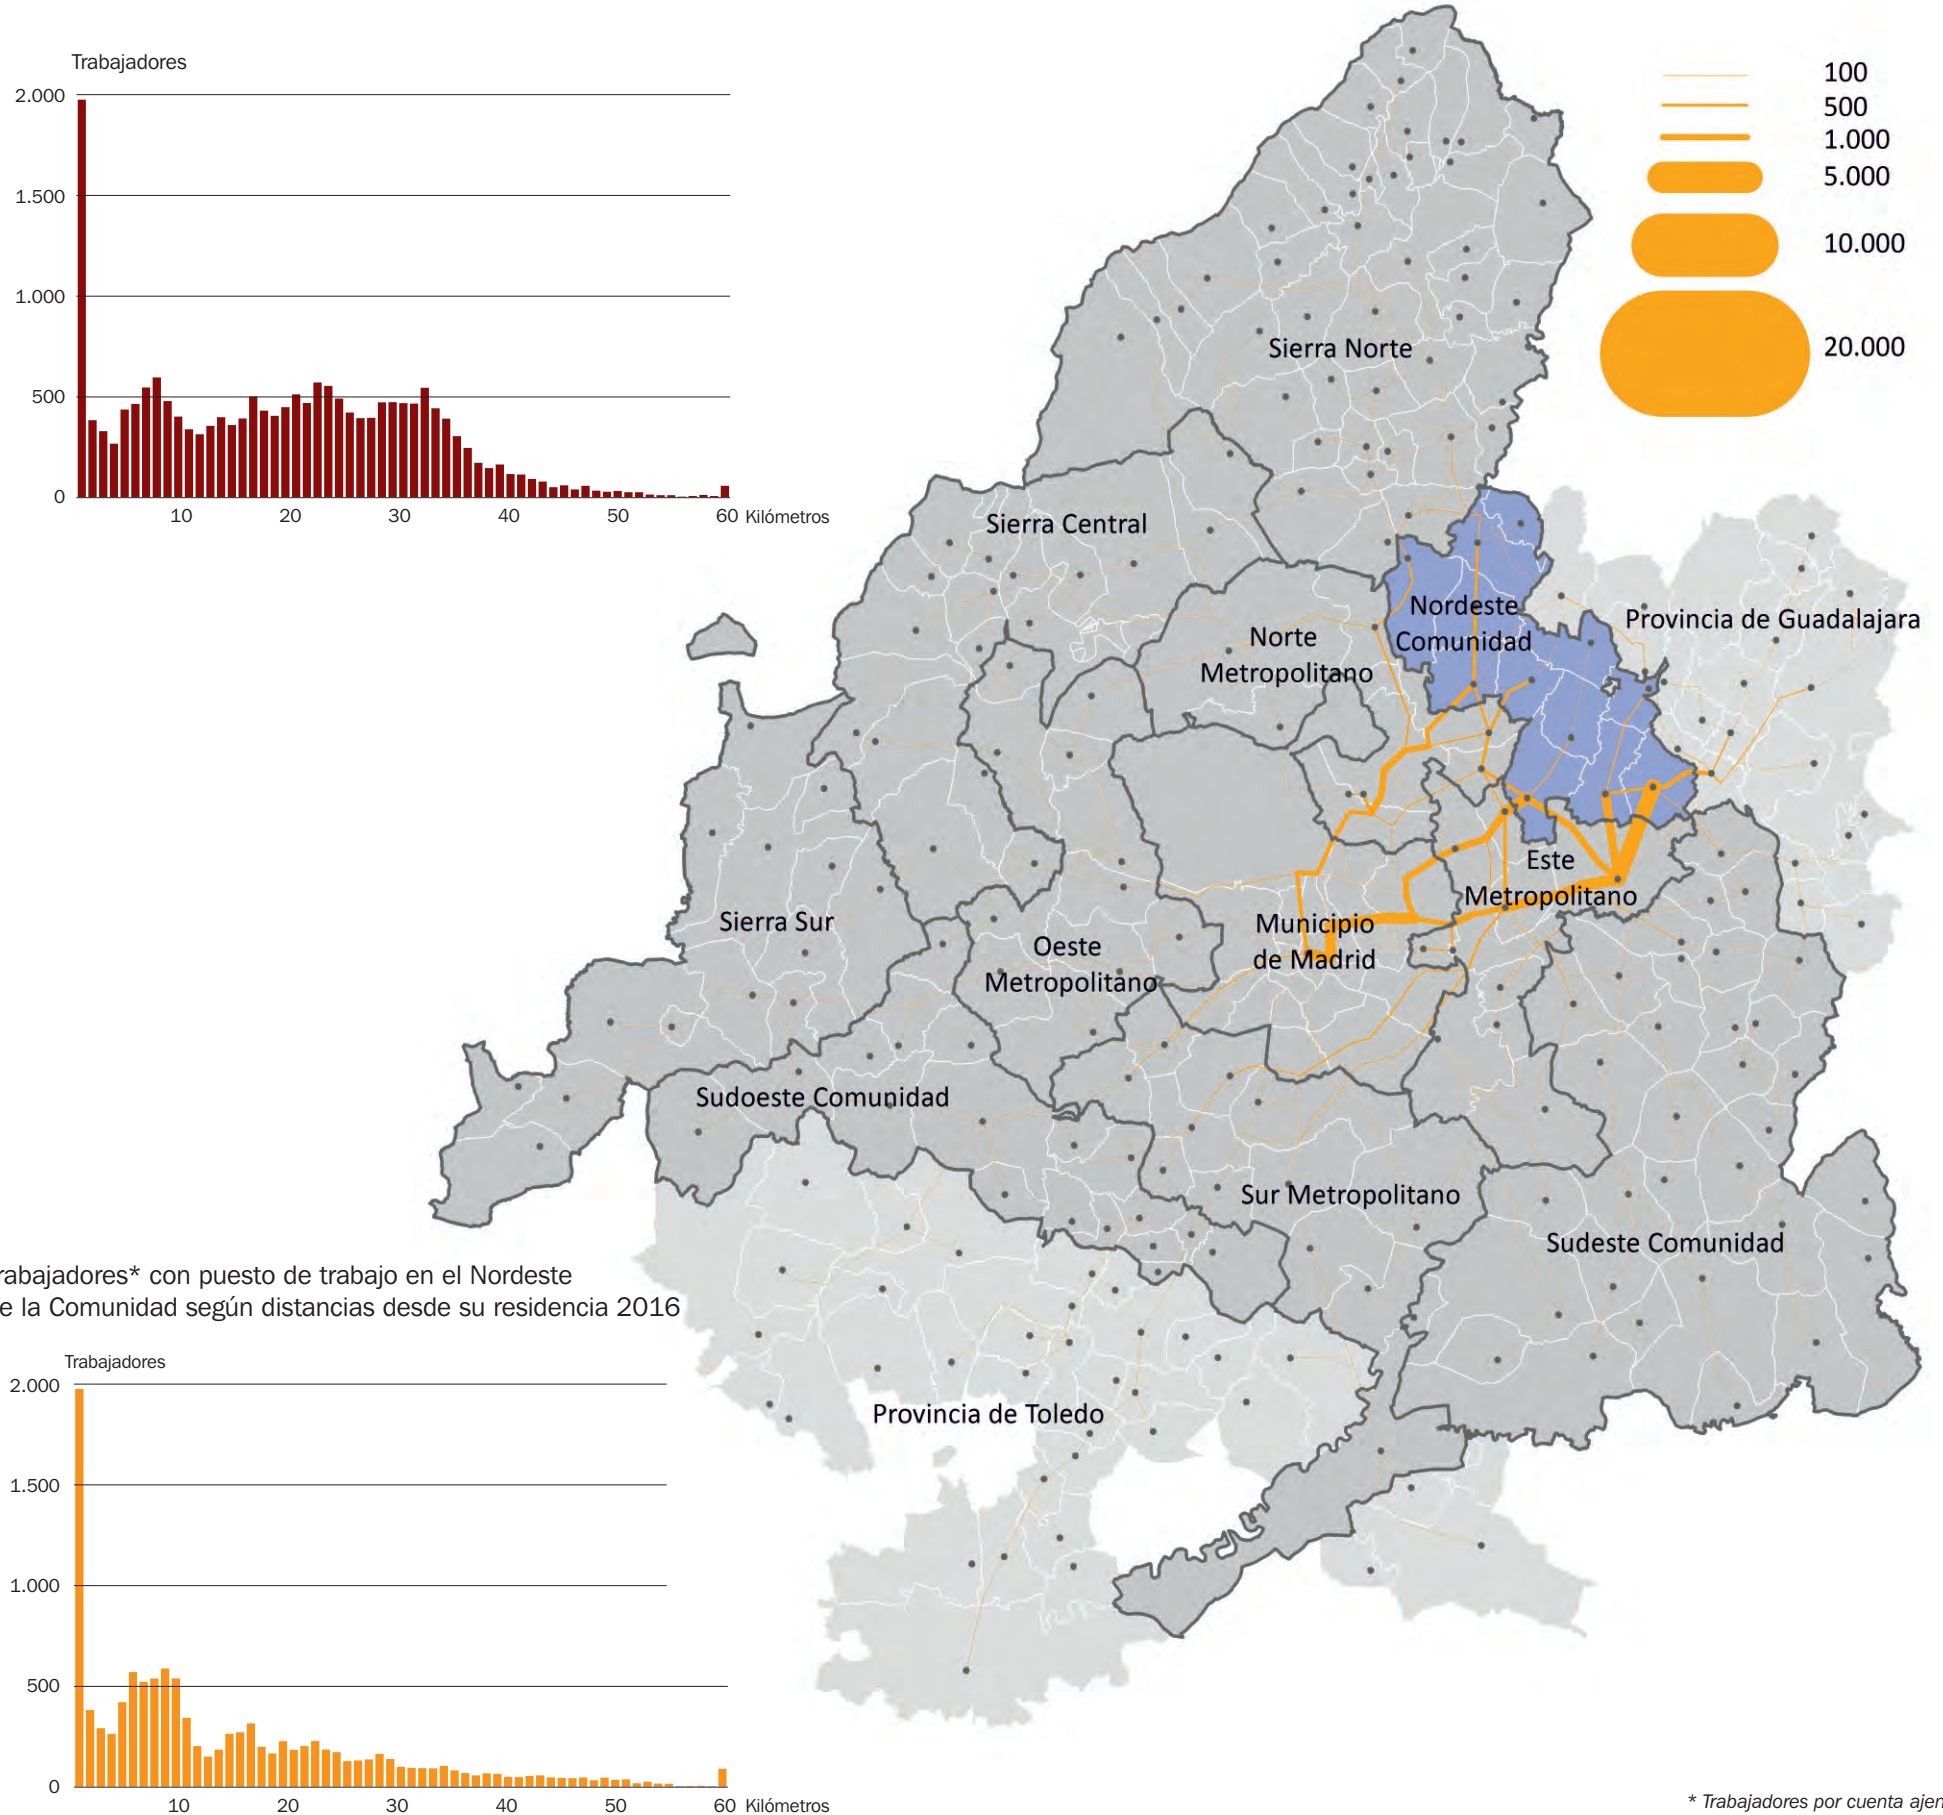 Trabajadores
2.000
1.500
1.000
500
0
10 20 30 40 50 60 Kilómetros
100
500
1.000
5.000
10.000
20.000
Sierra Norte
Sierra Central
Nordeste
Comunidad
Provincia de Guadalajara
Norte
Metropolitano
Este
Metropolitano
Municipio
de Madrid
Sierra Sur
Oeste
Metropolitano
Sudoeste Comunidad
Sur Metropolitano
Sudeste Comunidad
Provincia de Toledo
rabajadores* con puesto de trabajo en el Nordeste
e la Comunidad según distancias desde su residencia 2016
Trabajadores
2.000
1.500
1.000
500
0
10 20 30 40 50 60 Kilómetros
* Trabajadores por cuenta ajen